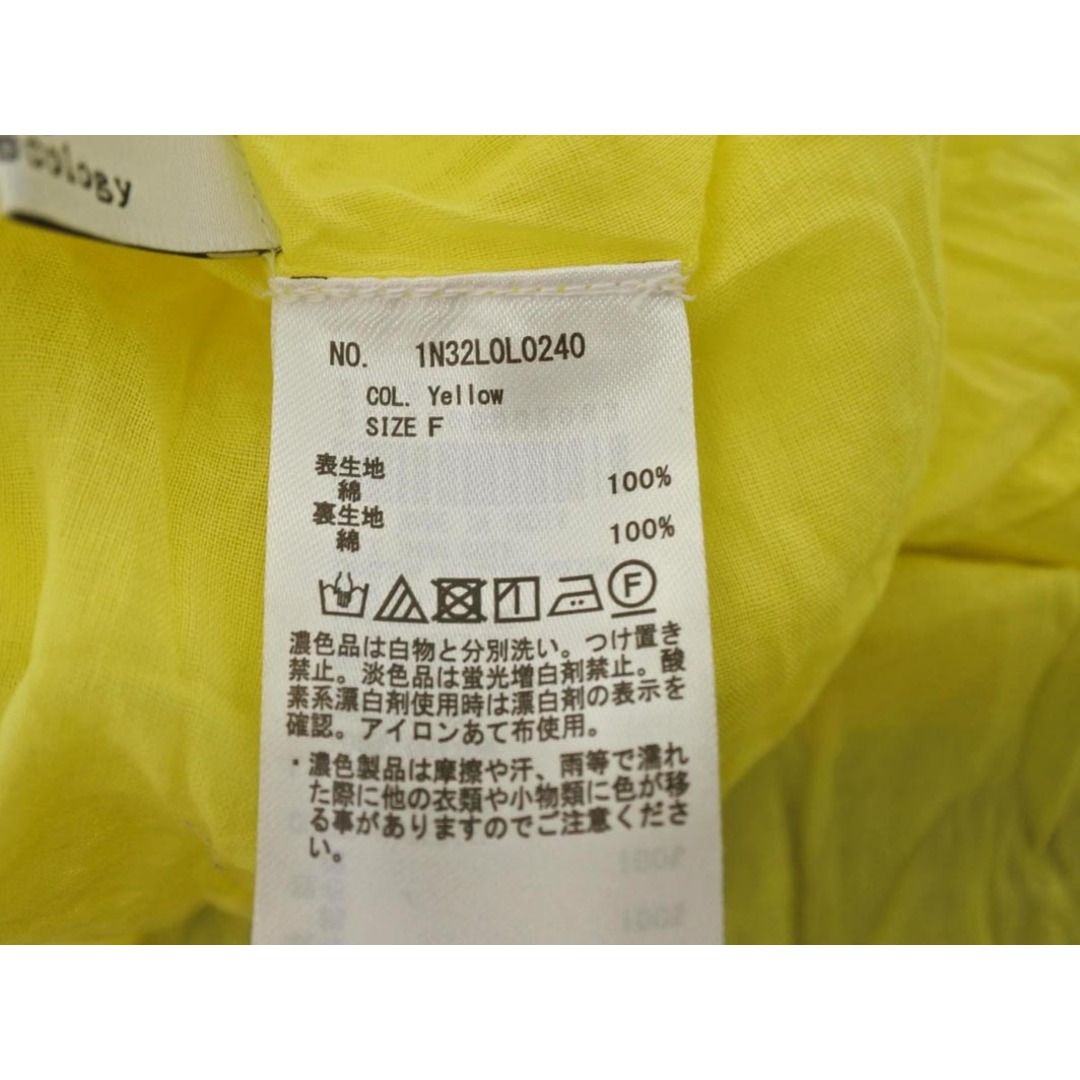 cology
NO. 1N32L0L0240
COL. Yellow
SIZE F
表生地
綿 100%
裏生地
綿 100%
F
濃色品は白物と分別洗い。つけ置き
禁止。淡色品は蛍光増白剤禁止。酸
素系漂白剤使用時は漂白剤の表示を
確認。アイロンあて布使用。
・濃色製品は摩擦や汗、雨等で濡れ
た際に他の衣類や小物類に色が移
る事がありますのでご注意くださ
い。